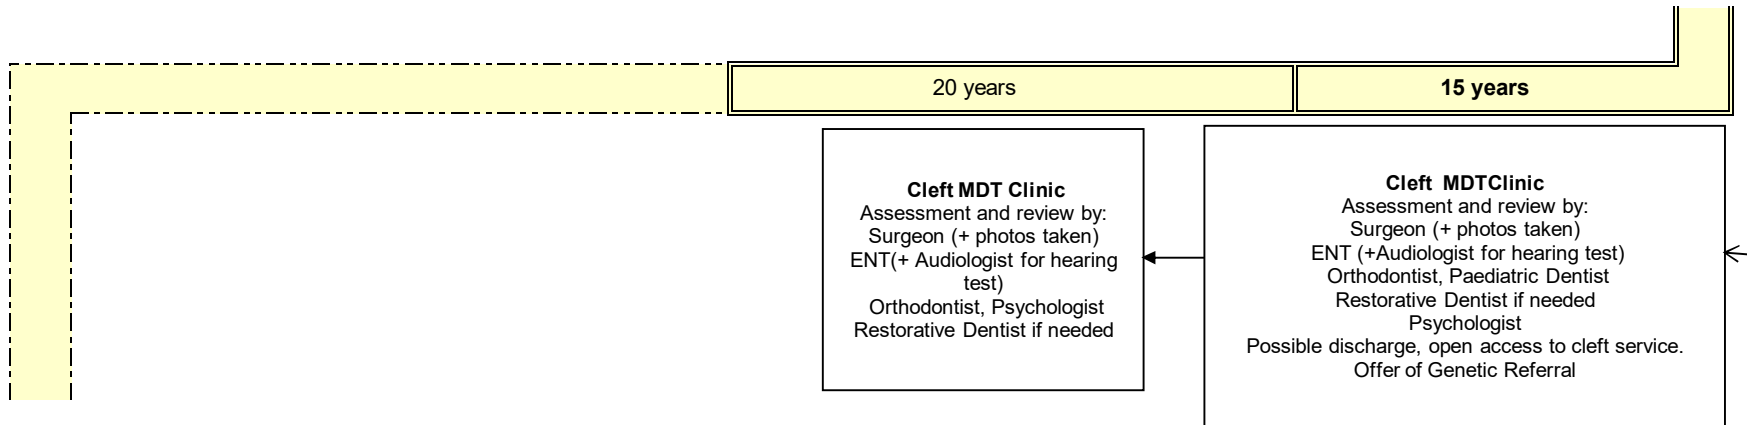 20 years
15 years
Cleft MDT Clinic
Assessment and review by:
Surgeon (+ photos taken)
ENT(+ Audiologist for hearing
test)
Orthodontist, Psychologist
Restorative Dentist if needed
Cleft MDTClinic
Assessment and review by:
Surgeon (+ photos taken)
ENT (+Audiologist for hearing test)
Orthodontist, Paediatric Dentist
Restorative Dentist if needed
Psychologist
Possible discharge, open access to cleft service.
Offer of Genetic Referral